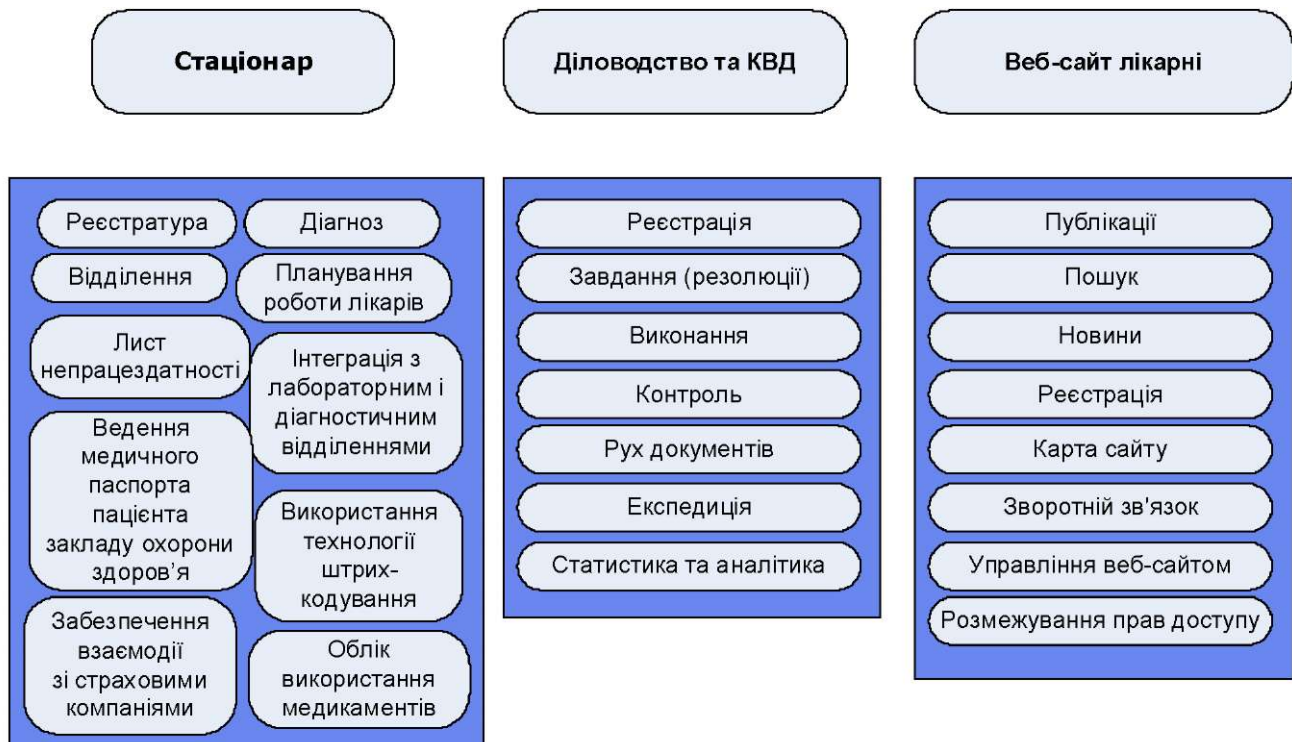 Стаціонар
Діловодство та КВД
Веб-сайт лікарні
Реєстратура
Діагноз
Відділення
Планування
роботи лікарів
Лист
непрацездатності
Інтеграція з
лабораторним і
діагностичним
відділеннями
Ведення
медичного
паспорта
пацієнта
закладу охорони
здоров’я
Використання
технології
штрих-
кодування
Забезпечення
взаємодії
зі страховими
компаніями
Облік
використання
медикаментів
Реєстрація
Завдання (резолюції)
Виконання
Контроль
Рух документів
Експедиція
Статистика та аналітика
Публікації
Пошук
Новини
Реєстрація
Карта сайту
Зворотній зв'язок
Управління веб-сайтом
Розмежування прав доступу